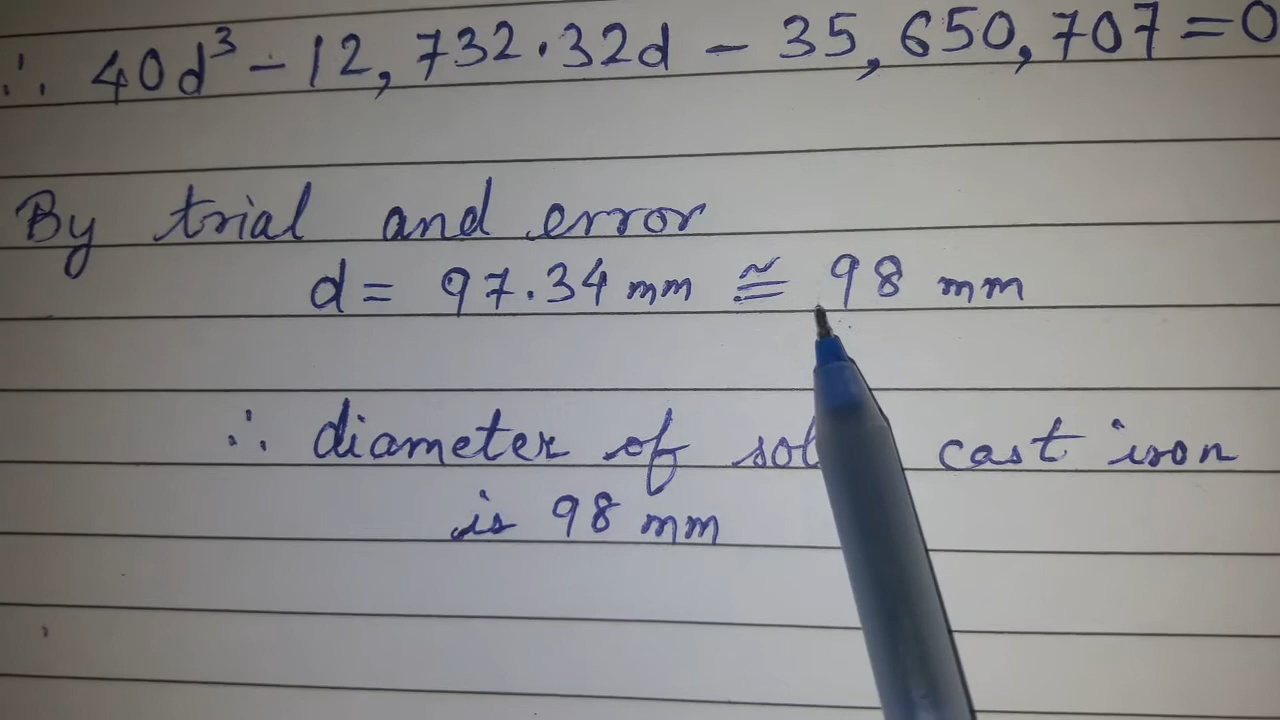 ∴ 40d³ - 12,732.32d - 35,650,707 = 0
By trial and error
d = 97.34 mm ≅ 98 mm
∴ diameter of cast iron
is 98 mm